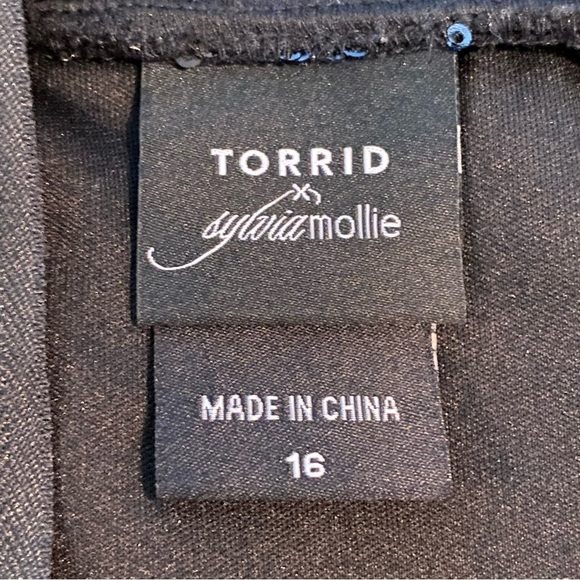 TORRID
x
sylviamollie
MADE IN CHINA
16